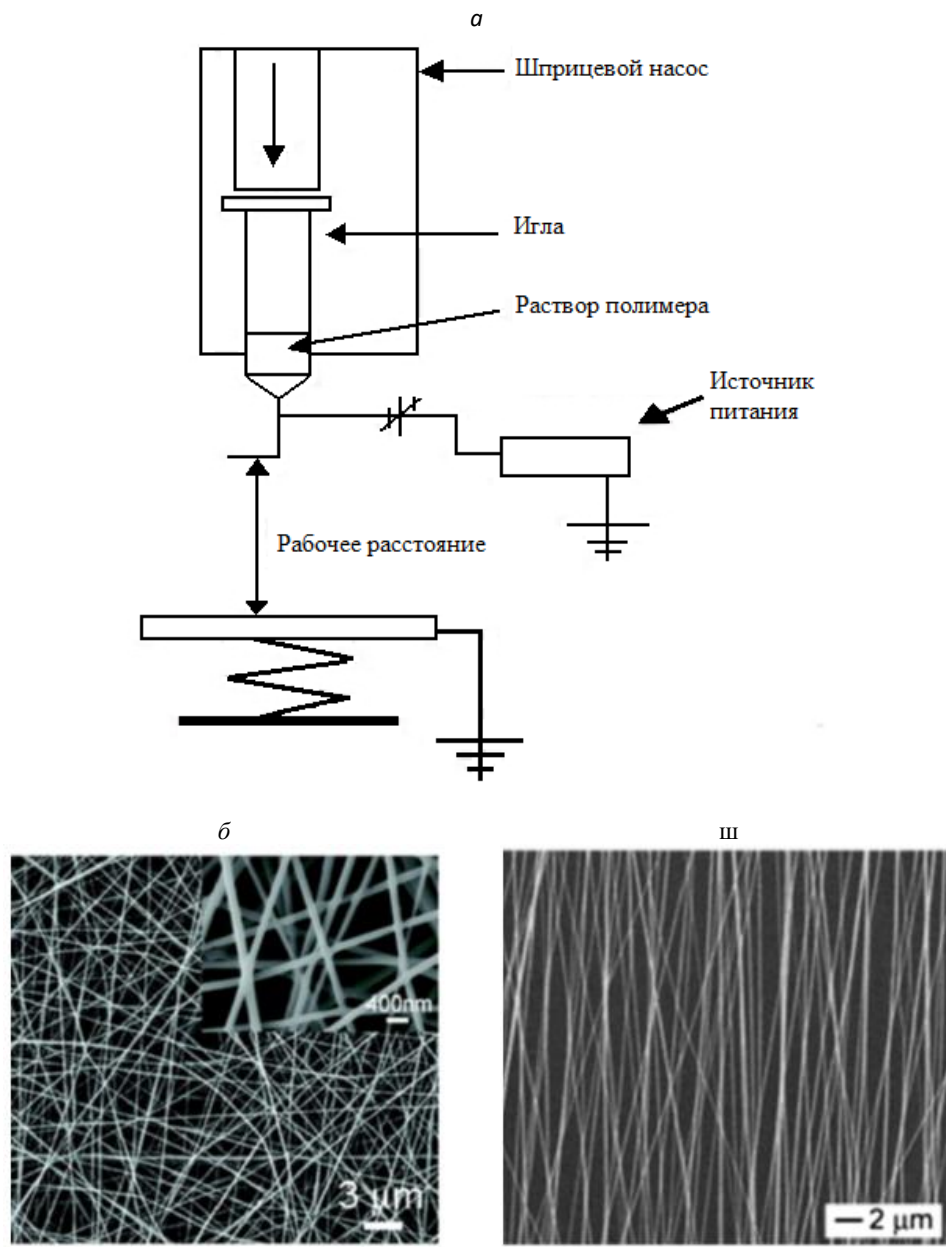 а
Шприцевой насос
Игла
Раствор полимера
Источник
питания
Рабочее расстояние
б
ш
400nm
3 µm
2 µm